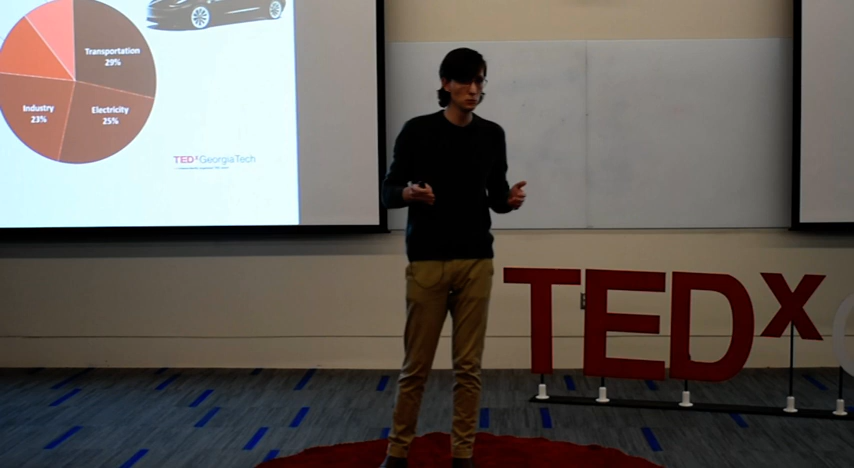 Transportation
29%
Industry
23%
Electricity
25%
TEDxGeorgiaTech
TEDx